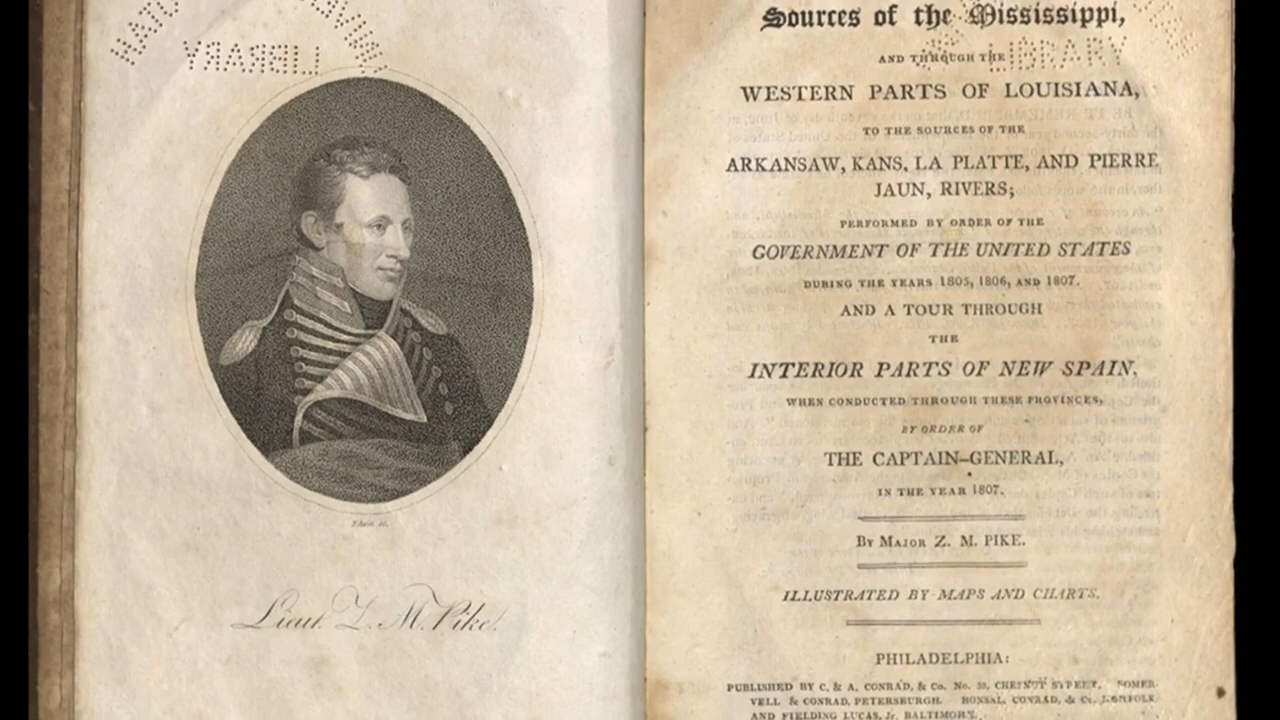 YRARBIL
Edwin sc.
Lieut. Z. M. Pike.
Sources of the Mississippi,
LIBRARY
AND THROUGH THE
WESTERN PARTS OF LOUISIANA,
TO THE SOURCES OF THE
ARKANSAW, KANS, LA PLATTE, AND PIERRE
JAUN, RIVERS;
PERFORMED BY ORDER OF THE
GOVERNMENT OF THE UNITED STATES
DURING THE YEARS 1805, 1806, AND 1807.
AND A TOUR THROUGH
THE
INTERIOR PARTS OF NEW SPAIN,
WHEN CONDUCTED THROUGH THESE PROVINCES,
BY ORDER OF
THE CAPTAIN-GENERAL,
IN THE YEAR 1807.
By Major Z. M. PIKE.
ILLUSTRATED BY MAPS AND CHARTS.
PHILADELPHIA:
PUBLISHED BY C. & A. CONRAD, & Co. No. 30, CHESNUT STREET. SOMER-
VELL & CONRAD, PETERSBURGH. BONSAL, CONRAD, & Co. NORFOLK,
AND FIELDING LUCAS, Jr. BALTIMORE.